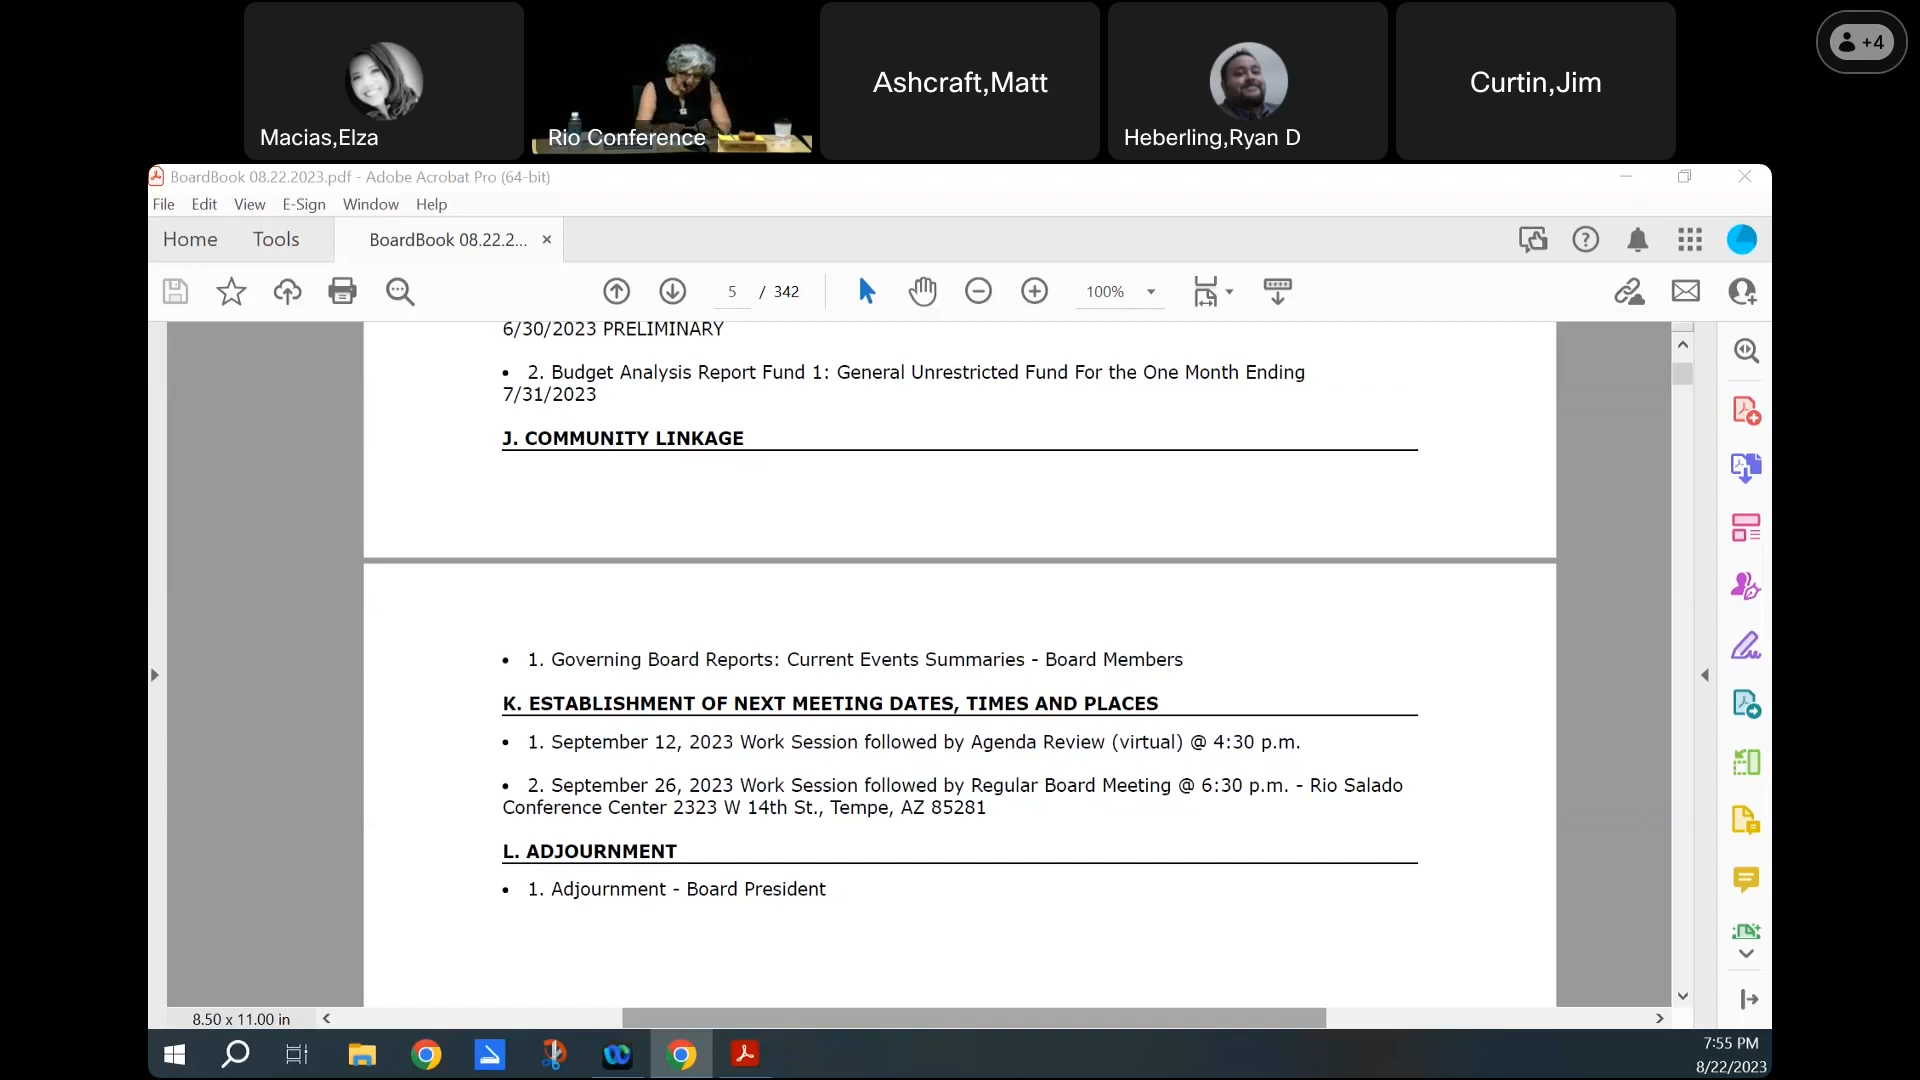 +4
Ashcraft,Matt
Curtin,Jim
Macias,Elza
Rio Conference
Heberling,Ryan D
BoardBook 08.22.2023.pdf - Adobe Acrobat Pro (64-bit)
File Edit View E-Sign Window Help
Home Tools BoardBook 08.22.2... ×
5 / 342 100%
6/30/2023 PRELIMINARY
• 2. Budget Analysis Report Fund 1: General Unrestricted Fund For the One Month Ending
7/31/2023
J. COMMUNITY LINKAGE
• 1. Governing Board Reports: Current Events Summaries - Board Members
K. ESTABLISHMENT OF NEXT MEETING DATES, TIMES AND PLACES
• 1. September 12, 2023 Work Session followed by Agenda Review (virtual) @ 4:30 p.m.
• 2. September 26, 2023 Work Session followed by Regular Board Meeting @ 6:30 p.m. - Rio Salado
Conference Center 2323 W 14th St., Tempe, AZ 85281
L. ADJOURNMENT
• 1. Adjournment - Board President
8.50 x 11.00 in
7:55 PM
8/22/2023